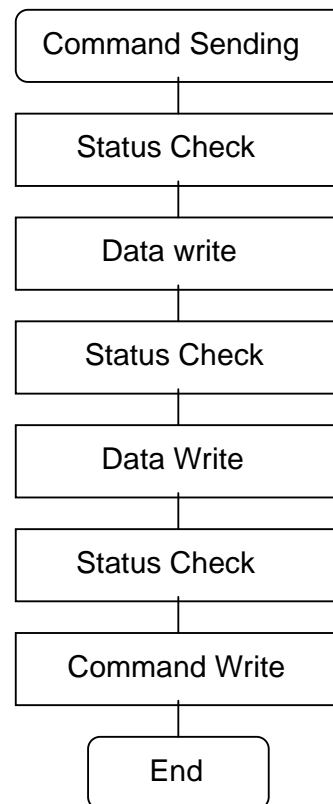 Command Sending
Status Check
Data write
Status Check
Data Write
Status Check
Command Write
End